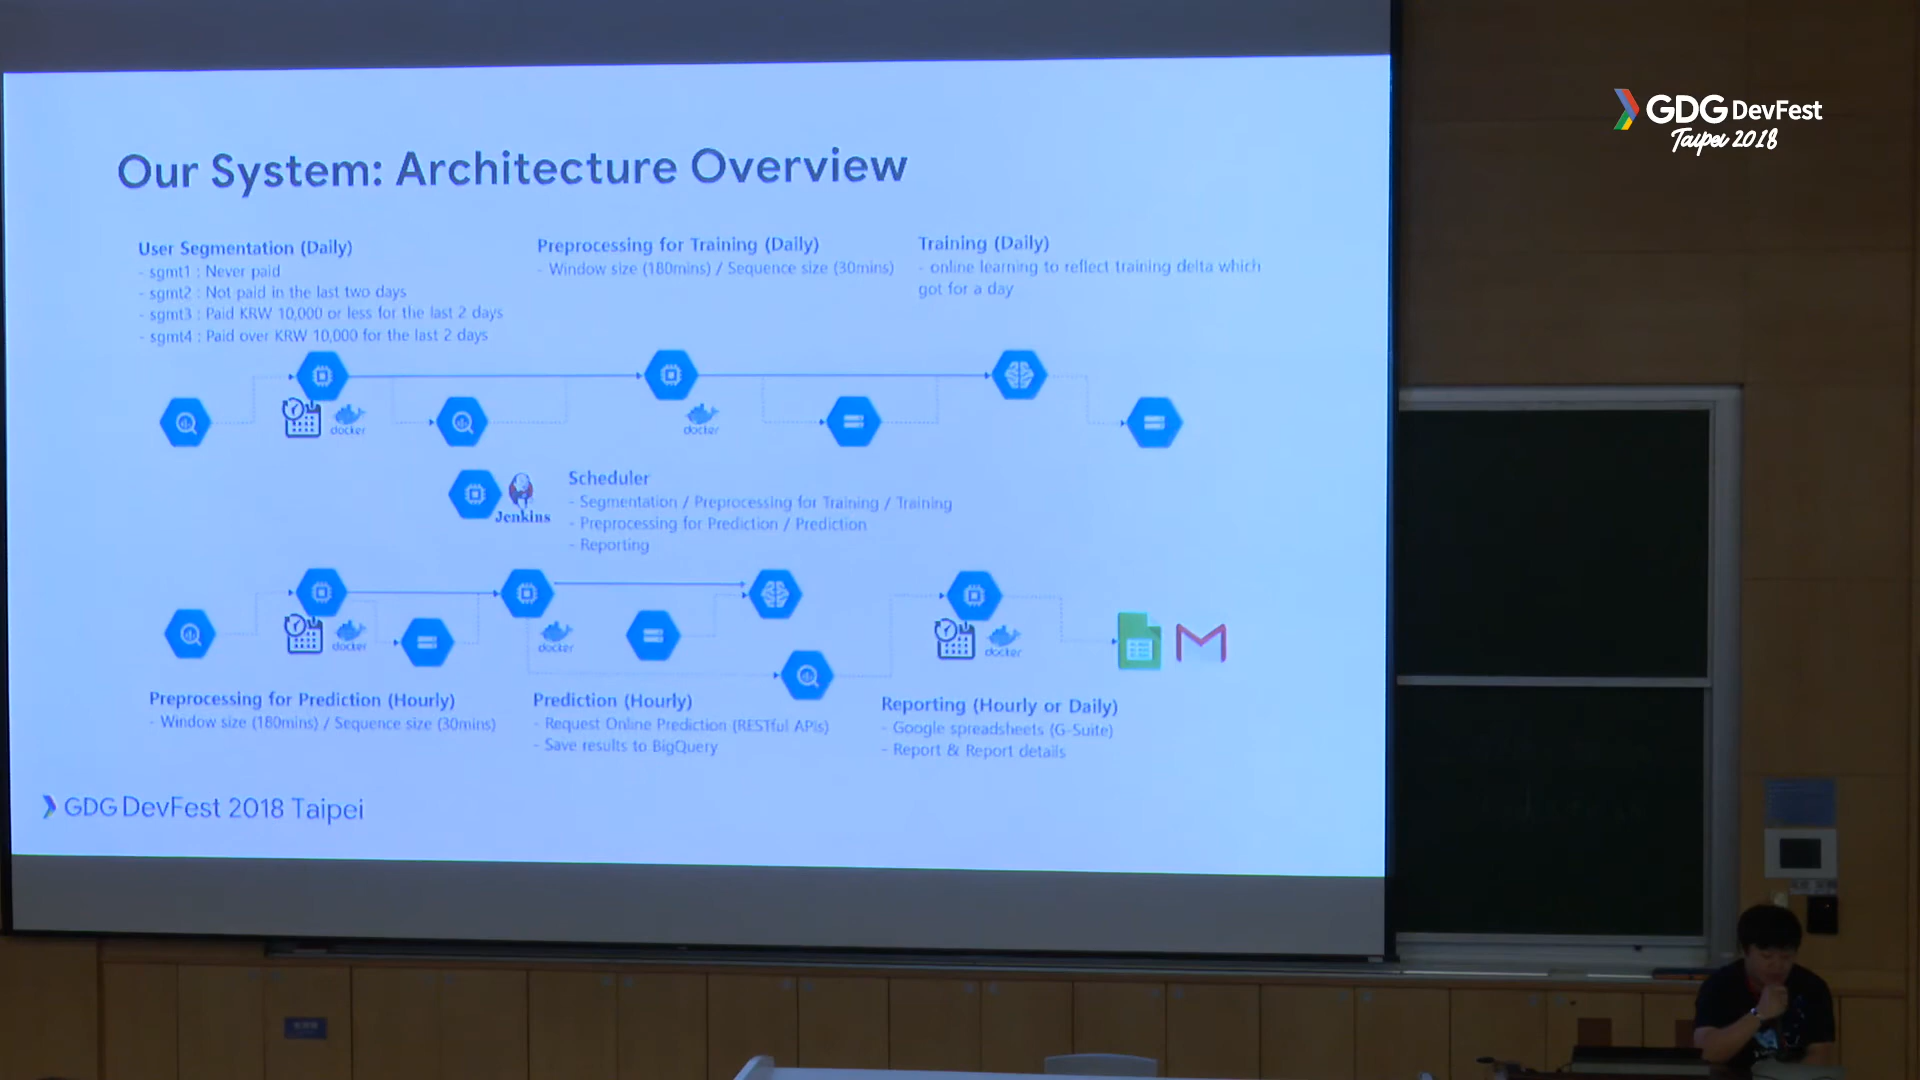 GDG DevFest
Taipei 2018
Our System: Architecture Overview
User Segmentation (Daily)
- sgmt1 : Never paid
- sgmt2 : Not paid in the last two days
- sgmt3 : Paid KRW 10,000 or less for the last 2 days
- sgmt4 : Paid over KRW 10,000 for the last 2 days
Preprocessing for Training (Daily)
- Window size (180mins) / Sequence size (30mins)
Training (Daily)
- online learning to reflect training delta which
got for a day
docker
docker
Jenkins
Scheduler
- Segmentation / Preprocessing for Training / Training
- Preprocessing for Prediction / Prediction
- Reporting
docker
docker
docker
Preprocessing for Prediction (Hourly)
- Window size (180mins) / Sequence size (30mins)
Prediction (Hourly)
- Request Online Prediction (RESTful APIs)
- Save results to BigQuery
Reporting (Hourly or Daily)
- Google spreadsheets (G-Suite)
- Report & Report details
GDG DevFest 2018 Taipei